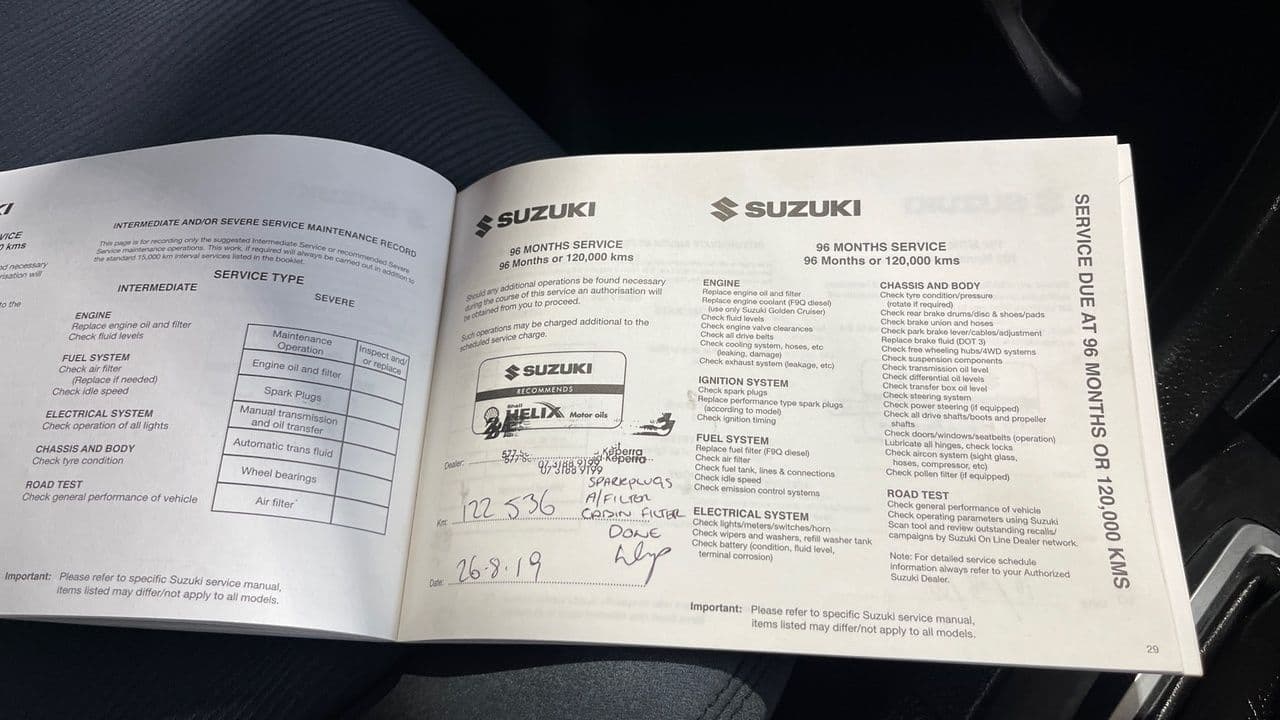 KI
VICE
0 kms
nd necessary
risation will
to the
INTERMEDIATE AND/OR SEVERE SERVICE MAINTENANCE RECORD
This page is for recording only the suggested Intermediate Service or recommended Severe
Service maintenance operations. This work, if required will always be carried out in addition to
the standard 15,000 km interval services listed in the booklet.
SERVICE TYPE
INTERMEDIATE
ENGINE
Replace engine oil and filter
Check fluid levels
FUEL SYSTEM
Check air filter
(Replace if needed)
Check idle speed
ELECTRICAL SYSTEM
Check operation of all lights
CHASSIS AND BODY
Check tyre condition
ROAD TEST
Check general performance of vehicle
SEVERE
Maintenance Operation
Inspect and/or replace
Engine oil and filter
Spark Plugs
Manual transmission and oil transfer
Automatic trans fluid
Wheel bearings
Air filter*
Important: Please refer to specific Suzuki service manual,
items listed may differ/not apply to all models.
SUZUKI
96 MONTHS SERVICE
96 Months or 120,000 kms
Should any additional operations be found necessary
during the course of this service an authorisation will
be obtained from you to proceed.
Such operations may be charged additional to the
scheduled service charge.
SUZUKI
RECOMMENDS
Shell
HELIX Motor oils
Dealer:
Keperra
07 3188 9199
SPARKPLUGS
A/FILTER
CABIN FILTER
DONE
Km: 122 536
Date: 26.8.19
SUZUKI
96 MONTHS SERVICE
96 Months or 120,000 kms
ENGINE
Replace engine oil and filter
Replace engine coolant (F9Q diesel)
(use only Suzuki Golden Cruiser)
Check fluid levels
Check engine valve clearances
Check all drive belts
Check cooling system, hoses, etc
(leaking, damage)
Check exhaust system (leakage, etc)
IGNITION SYSTEM
Check spark plugs
Replace performance type spark plugs
(according to model)
Check ignition timing
FUEL SYSTEM
Replace fuel filter (F9Q diesel)
Check air filter
Check fuel tank, lines & connections
Check idle speed
Check emission control systems
ELECTRICAL SYSTEM
Check lights/meters/switches/horn
Check wipers and washers, refill washer tank
Check battery (condition, fluid level,
terminal corrosion)
CHASSIS AND BODY
Check tyre condition/pressure
(rotate if required)
Check rear brake drums/disc & shoes/pads
Check brake union and hoses
Check park brake lever/cables/adjustment
Replace brake fluid (DOT 3)
Check free wheeling hubs/4WD systems
Check suspension components
Check transmission oil level
Check differential oil levels
Check transfer box oil level
Check steering system
Check power steering (if equipped)
Check all drive shafts/boots and propeller
shafts
Check doors/windows/seatbelts (operation)
Lubricate all hinges, check locks
Check aircon system (sight glass,
hoses, compressor, etc)
Check pollen filter (if equipped)
ROAD TEST
Check general performance of vehicle
Check operating parameters using Suzuki
Scan tool and review outstanding recalls/
campaigns by Suzuki On Line Dealer network.
Note: For detailed service schedule
information always refer to your Authorized
Suzuki Dealer.
Important: Please refer to specific Suzuki service manual,
items listed may differ/not apply to all models.
SERVICE DUE AT 96 MONTHS OR 120,000 KMS
29